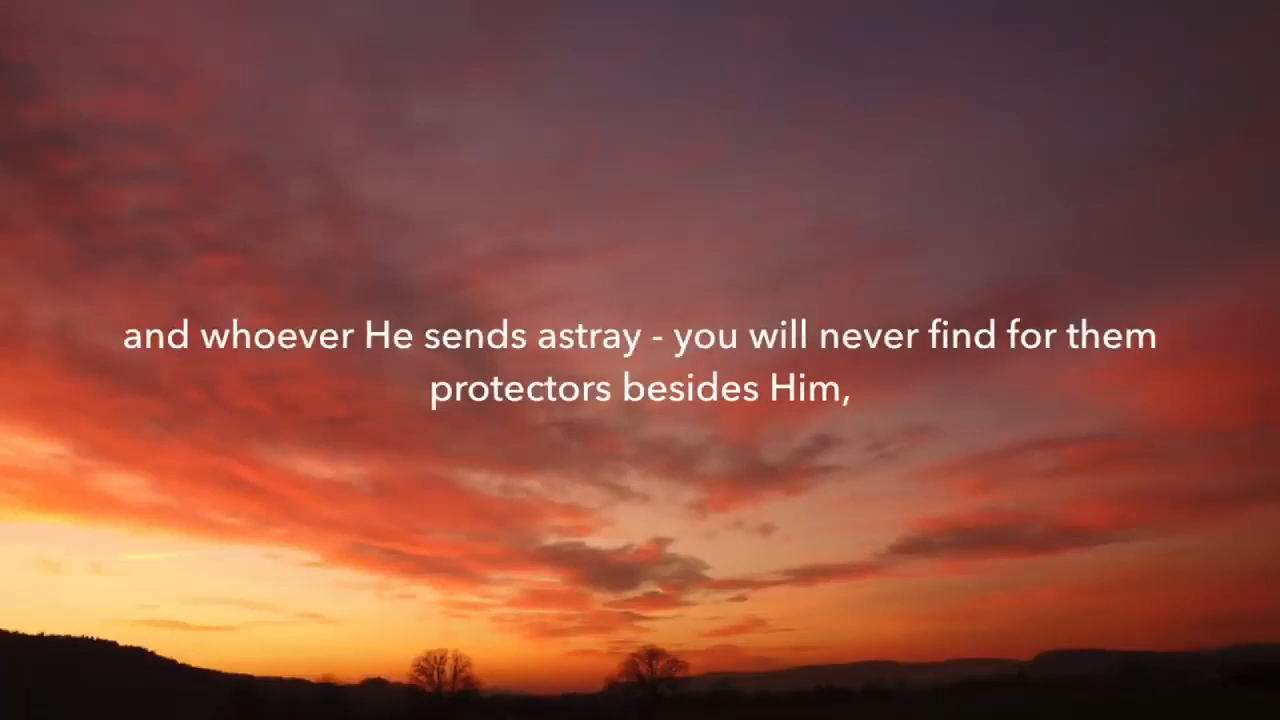 and whoever He sends astray - you will never find for them
protectors besides Him,